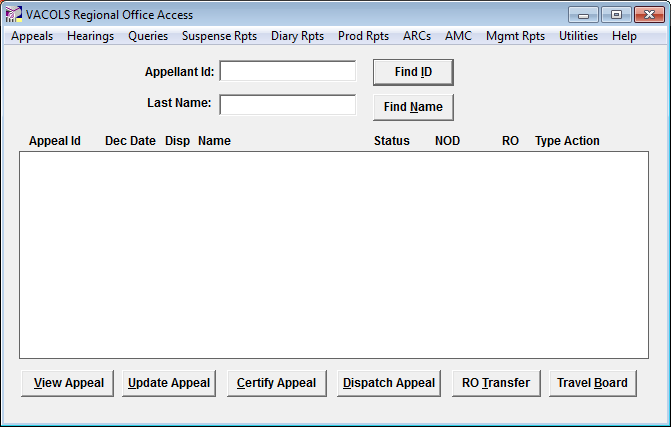 VACOLS Regional Office Access
Appeals Hearings Queries Suspense Rpts Diary Rpts Prod Rpts ARCs AMC Mgmt Rpts Utilities Help
Appellant Id: Find ID
Last Name: Find Name
Appeal Id Dec Date Disp Name Status NOD RO Type Action
View Appeal Update Appeal Certify Appeal Dispatch Appeal RO Transfer Travel Board